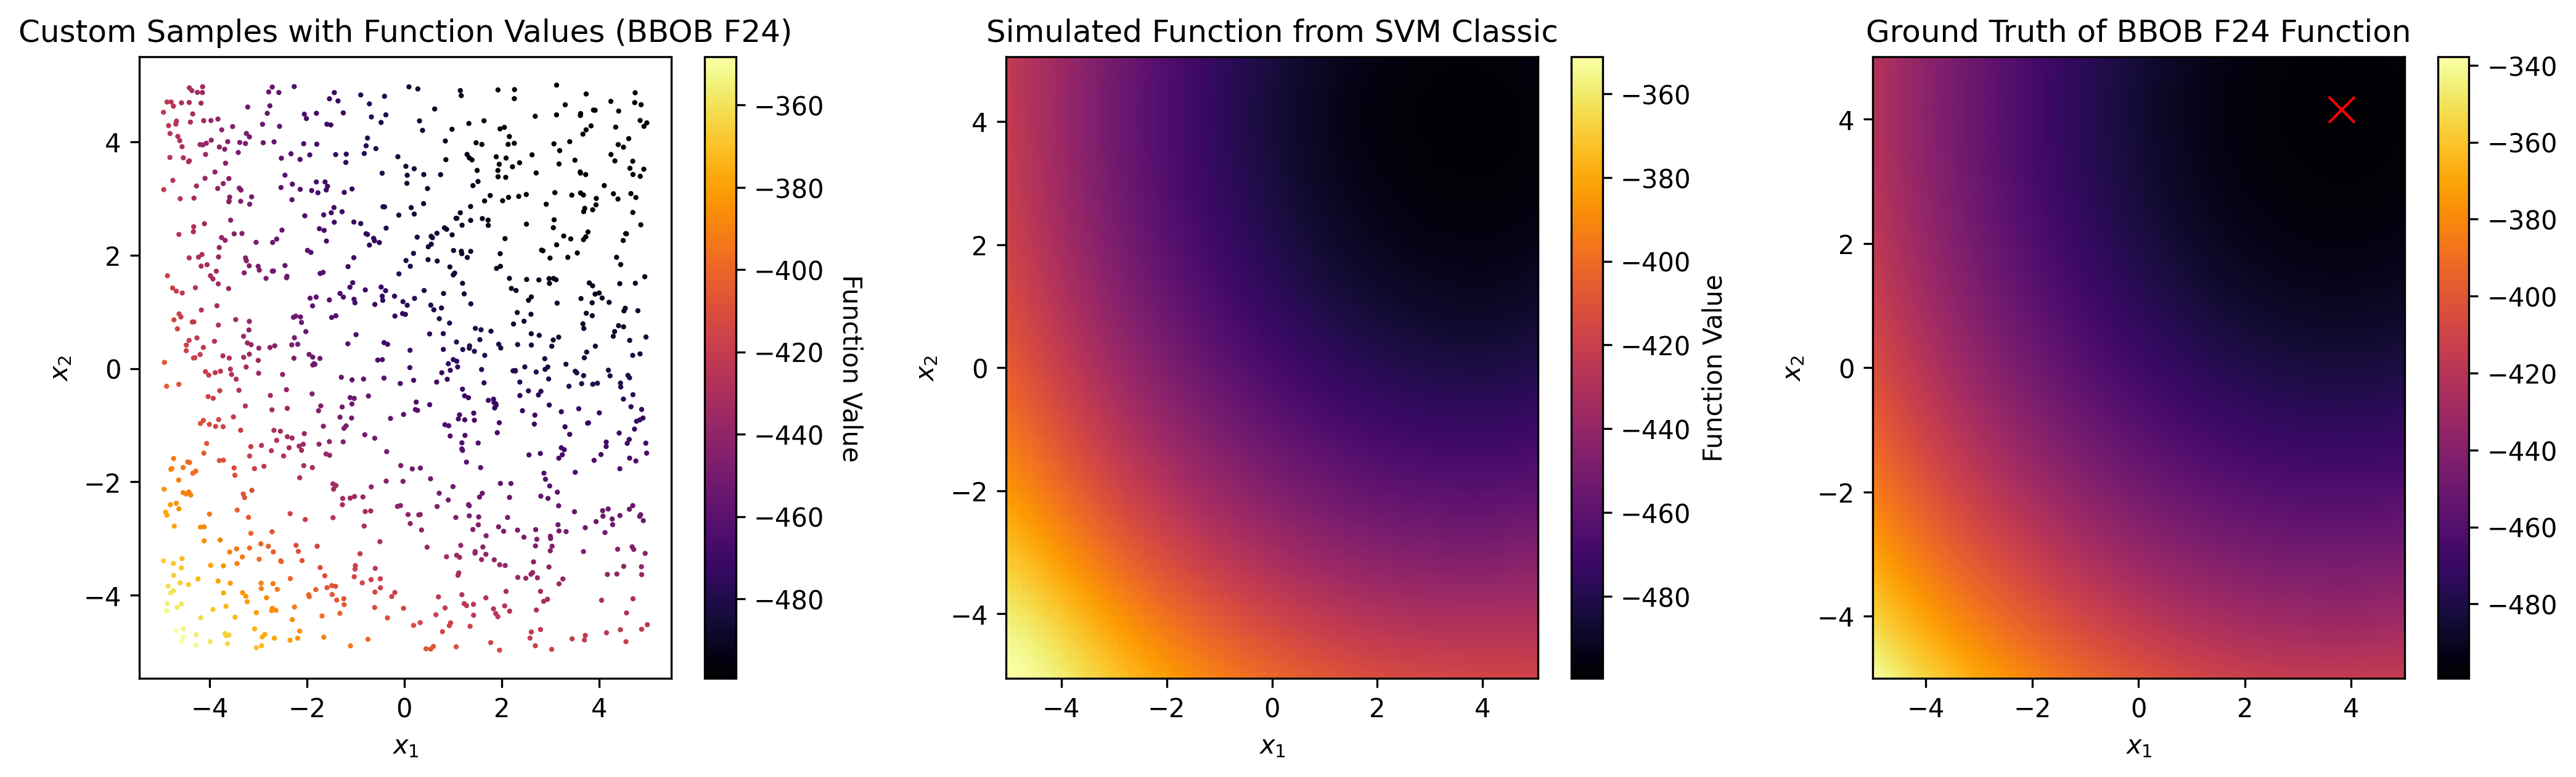 Custom Samples with Function Values (BBOB F24)
4
2
0
−2
−4
x₂
−4 −2 0 2 4
x₁
−360
−380
−400
−420
−440
−460
−480
Function Value
Simulated Function from SVM Classic
4
2
0
−2
−4
x₂
−4 −2 0 2 4
x₁
−360
−380
−400
−420
−440
−460
−480
Function Value
Ground Truth of BBOB F24 Function
4
2
0
−2
−4
x₂
−4 −2 0 2 4
x₁
−340
−360
−380
−400
−420
−440
−460
−480